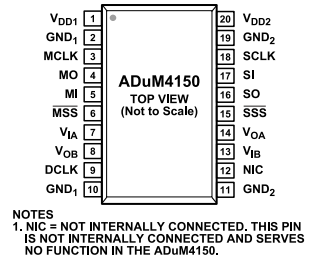 VDD1 1 20 VDD2
GND1 2 19 GND2
MCLK 3 18 SCLK
MO 4 17 SI
MI 5 16 SO
MSS 6 15 SSS
VIA 7 14 VOA
VOB 8 13 VIB
DCLK 9 12 NIC
GND1 10 11 GND2
ADuM4150
TOP VIEW
(Not to Scale)
NOTES
1. NIC = NOT INTERNALLY CONNECTED. THIS PIN
IS NOT INTERNALLY CONNECTED AND SERVES
NO FUNCTION IN THE ADuM4150.